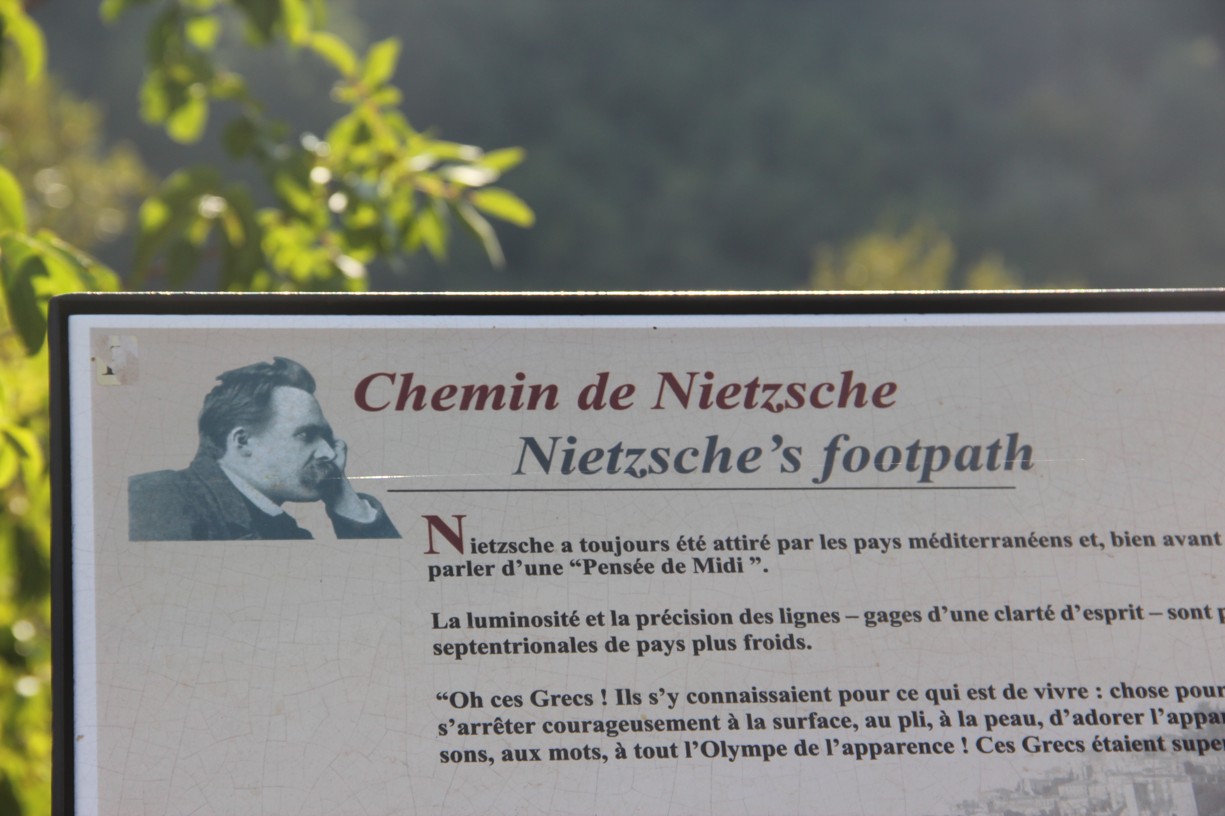 Chemin de Nietzsche
Nietzsche’s footpath
Nietzsche a toujours été attiré par les pays méditerranéens et, bien avant
parler d’une “Pensée de Midi ”.
La luminosité et la précision des lignes – gages d’une clarté d’esprit – sont
septentrionales de pays plus froids.
“Oh ces Grecs ! Ils s’y connaissaient pour ce qui est de vivre : chose pour
s’arrêter courageusement à la surface, au pli, à la peau, d’adorer l’appa
sons, aux mots, à tout l’Olympe de l’apparence ! Ces Grecs étaient super